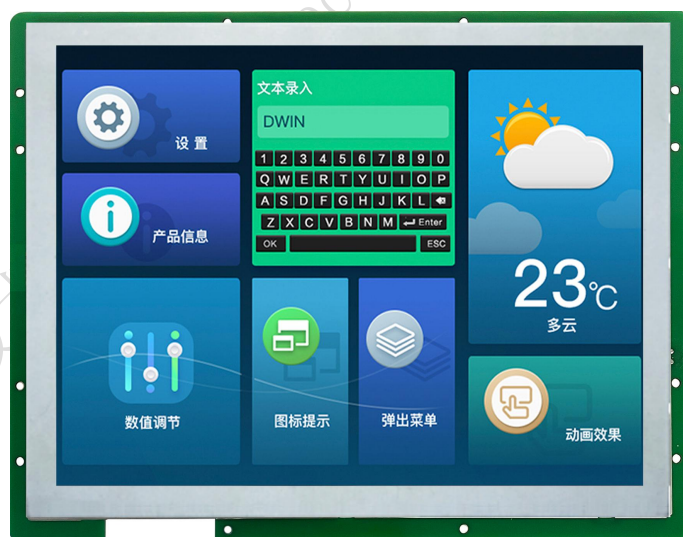 设 置
产品信息
文本录入
DWIN
1 2 3 4 5 6 7 8 9 0
Q W E R T Y U I O P
A S D F G H J K L
Z X C V B N M Enter
OK ESC
23℃
多云
数值调节
图标提示
弹出菜单
动画效果